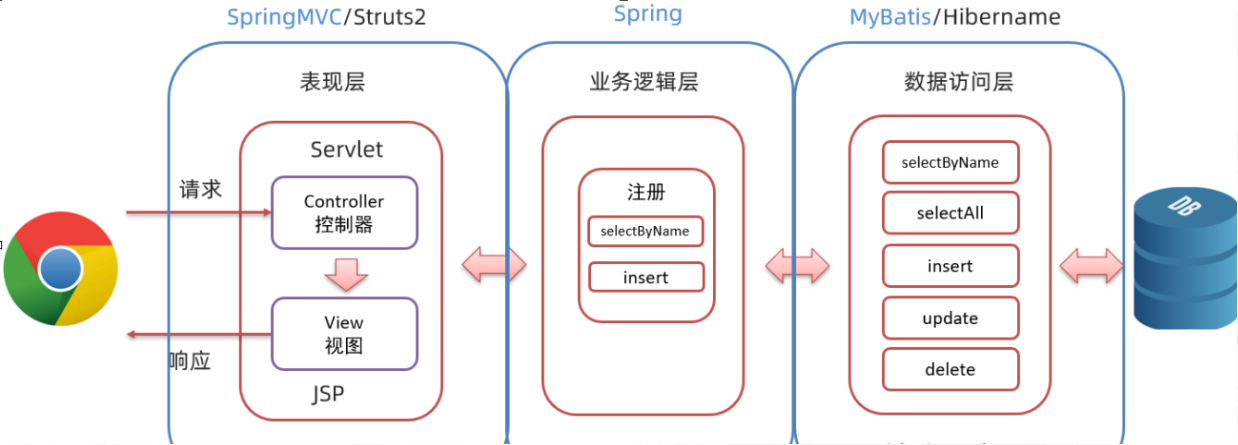 SpringMVC/Struts2
Spring
MyBatis/Hibername
表现层
业务逻辑层
数据访问层
Servlet
Controller
控制器
View
视图
JSP
请求
响应
注册
selectByName
insert
selectByName
selectAll
insert
update
delete
DB